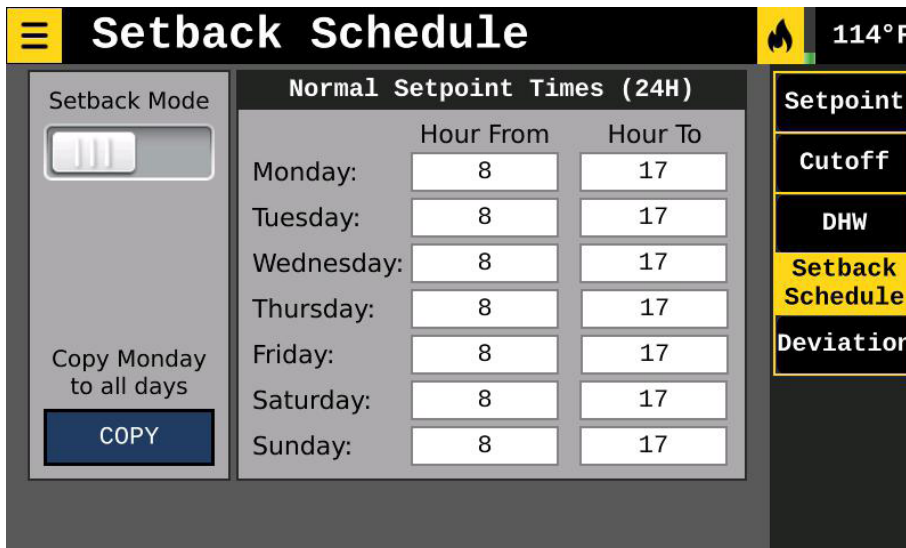 Setback Schedule
114°F
Setback Mode
Normal Setpoint Times (24H)
Hour From Hour To
Monday: 8 17
Tuesday: 8 17
Wednesday: 8 17
Thursday: 8 17
Friday: 8 17
Saturday: 8 17
Sunday: 8 17
Copy Monday
to all days
COPY
Setpoint
Cutoff
DHW
Setback
Schedule
Deviation